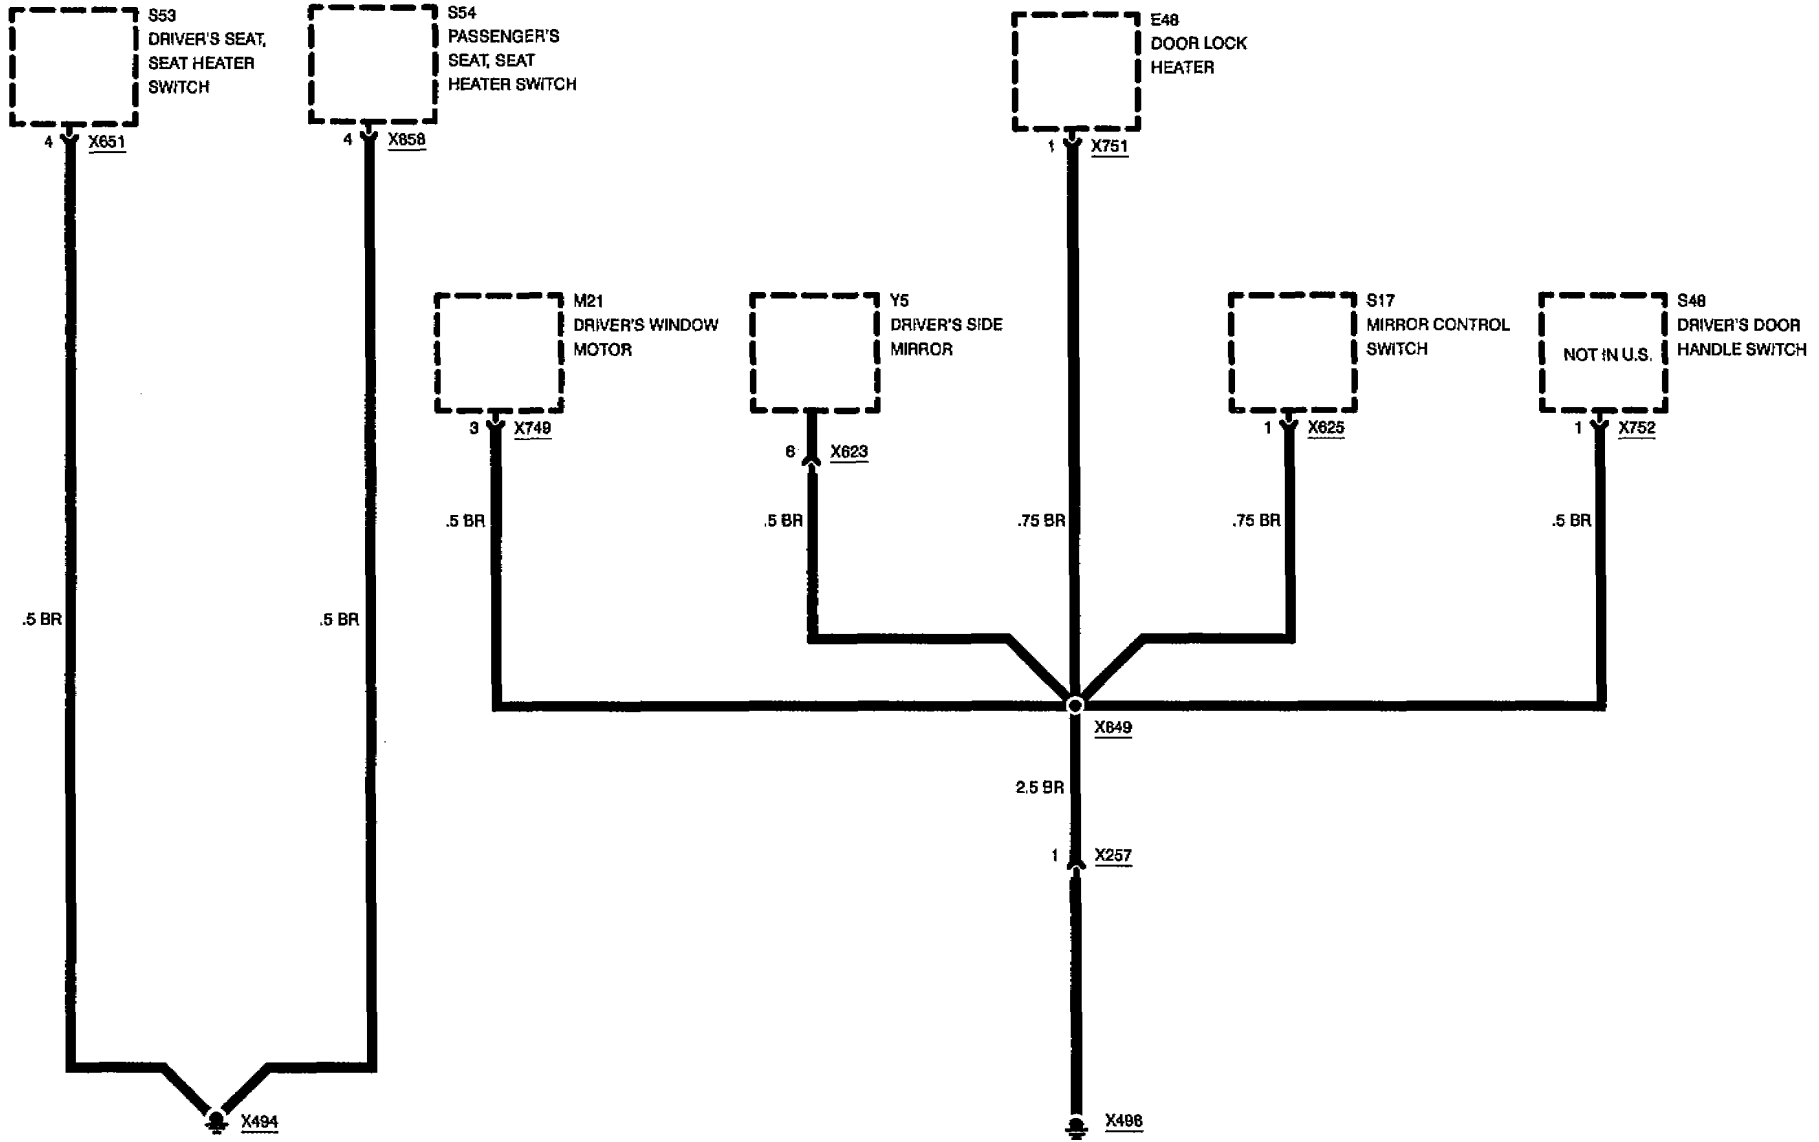 S53
DRIVER'S SEAT,
SEAT HEATER
SWITCH
S54
PASSENGER'S
SEAT, SEAT
HEATER SWITCH
E48
DOOR LOCK
HEATER
4 X651
4 X658
1 X751
M21
DRIVER'S WINDOW
MOTOR
Y5
DRIVER'S SIDE
MIRROR
S17
MIRROR CONTROL
SWITCH
S48
DRIVER'S DOOR
HANDLE SWITCH
NOT IN U.S.
3 X749
6 X623
1 X625
1 X752
.5 BR
.5 BR
.75 BR
.75 BR
.5 BR
.5 BR
.5 BR
X649
2.5 BR
1 X257
X494
X498